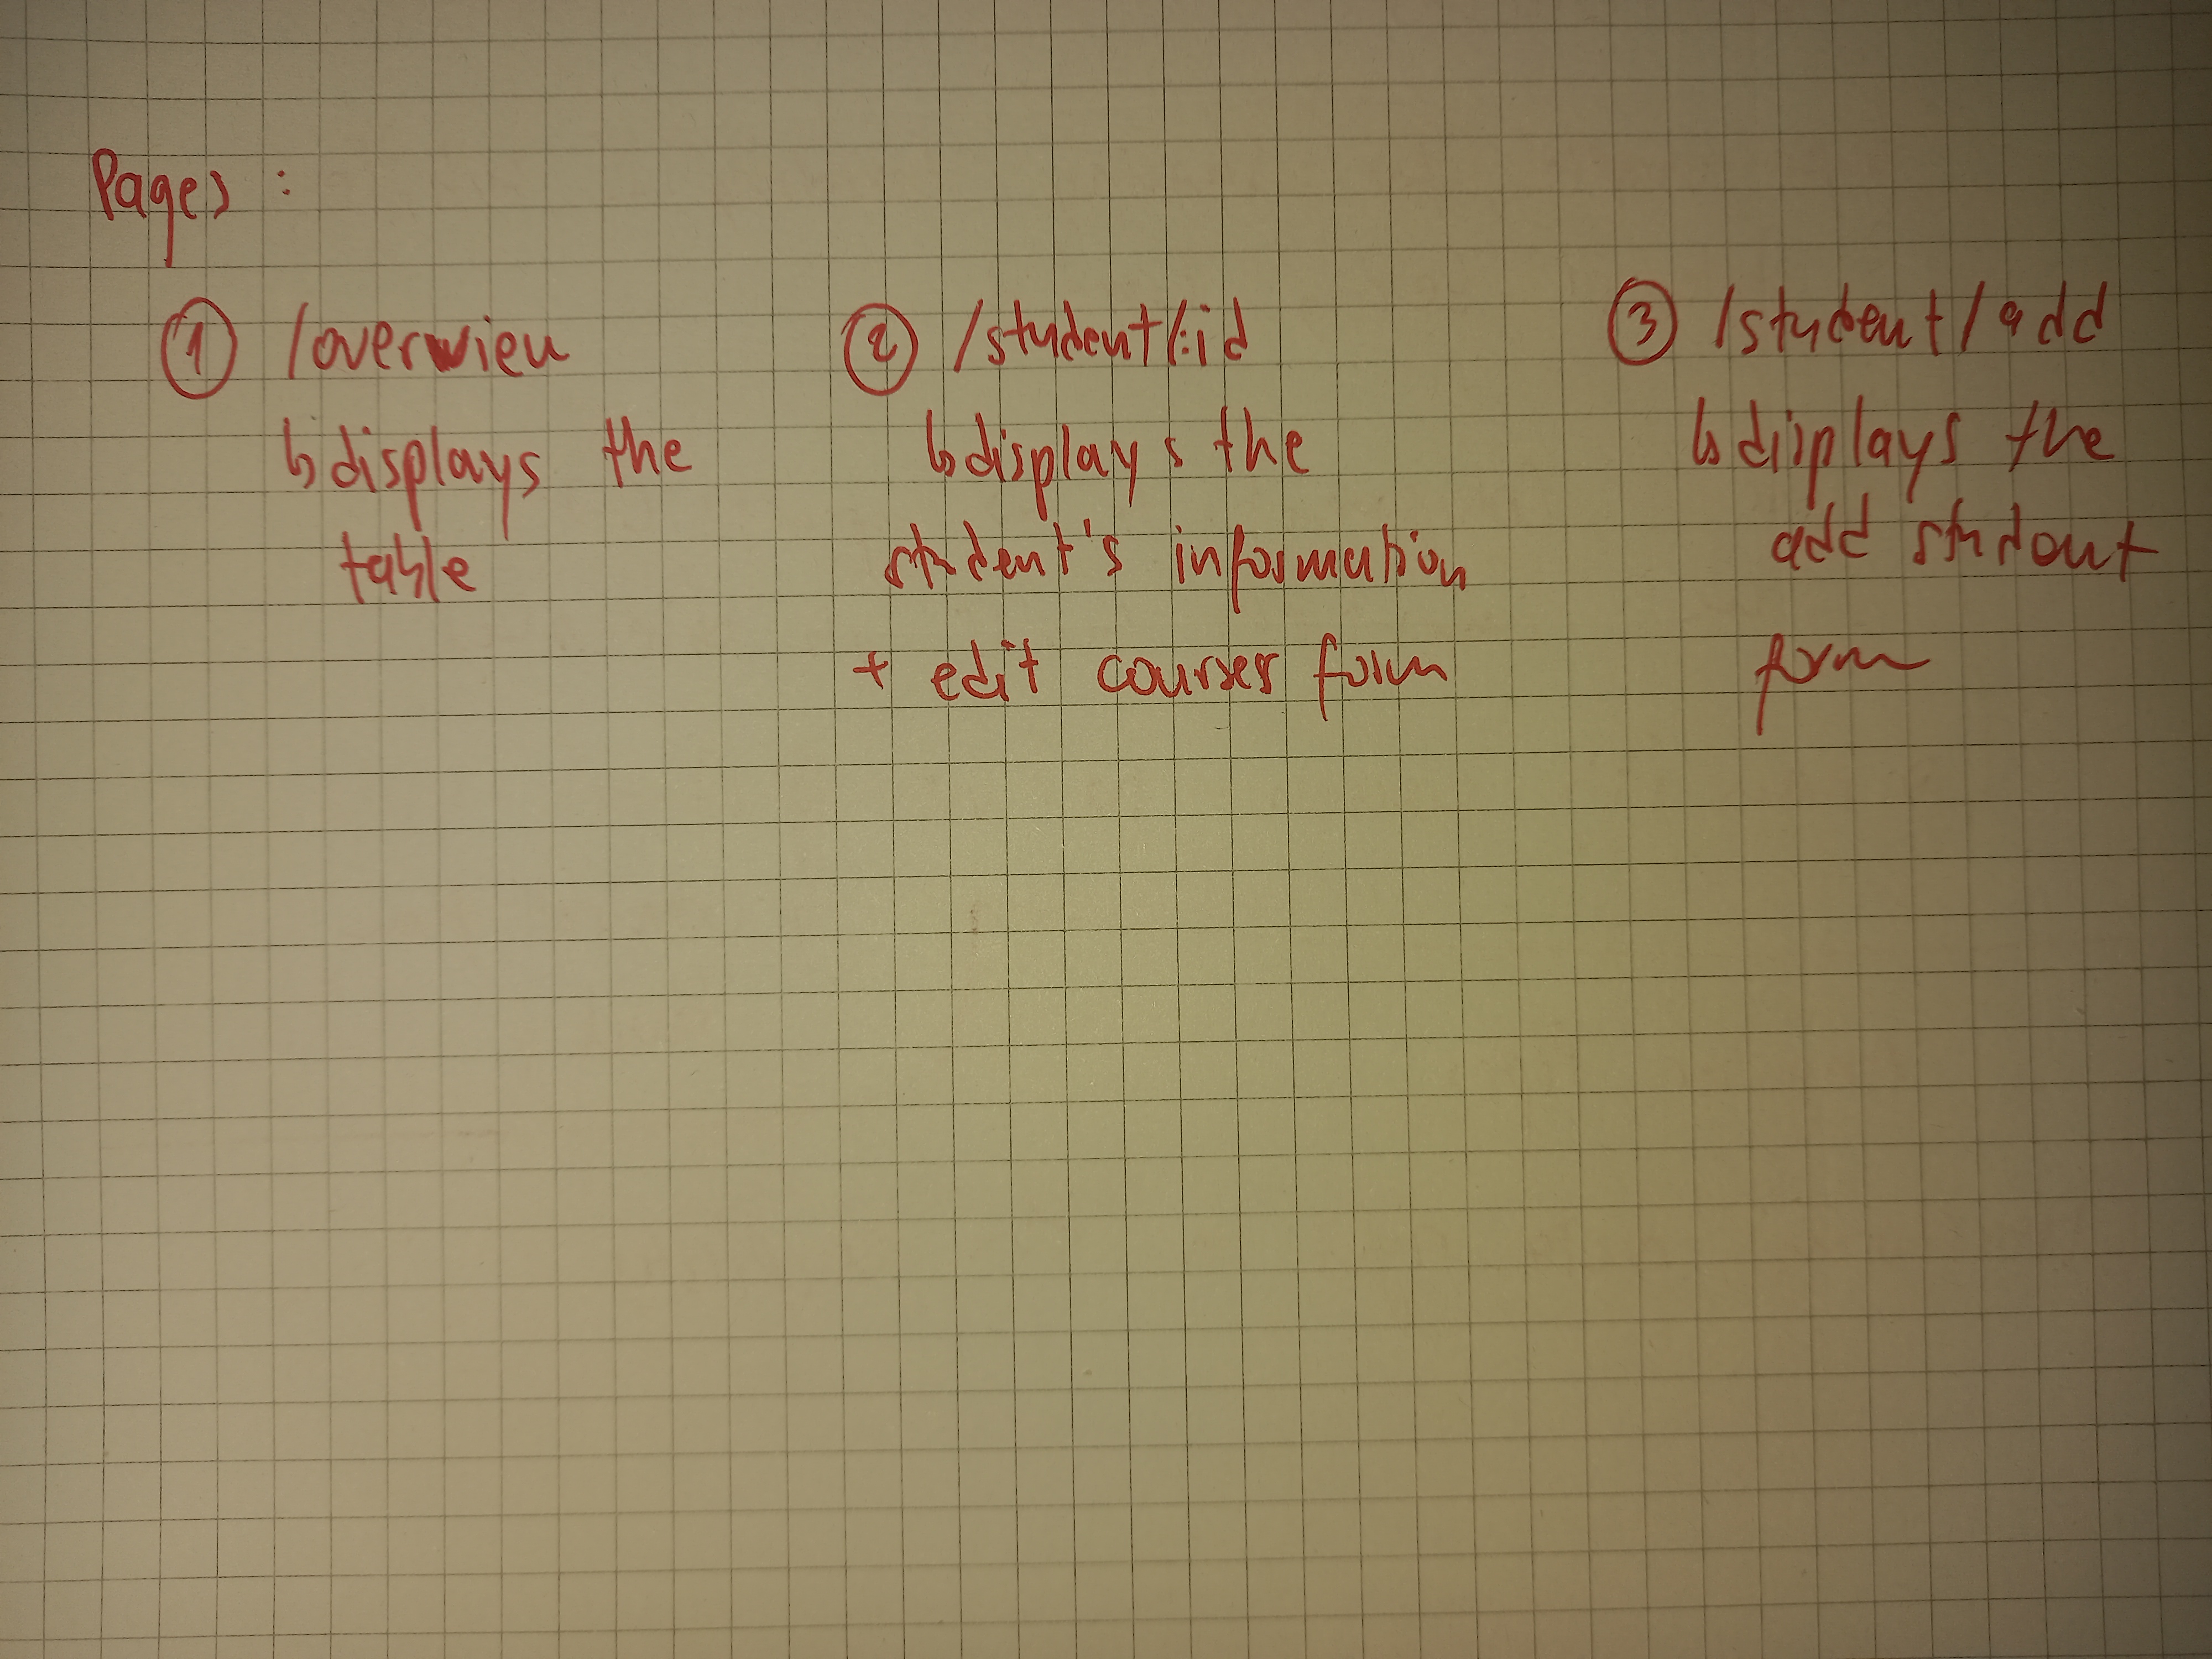 Pages :
① /overview
↳ displays the
table
② /student/:id
↳ displays the
student's information
+ edit courses form
③ /student/add
↳ displays the
add student
form